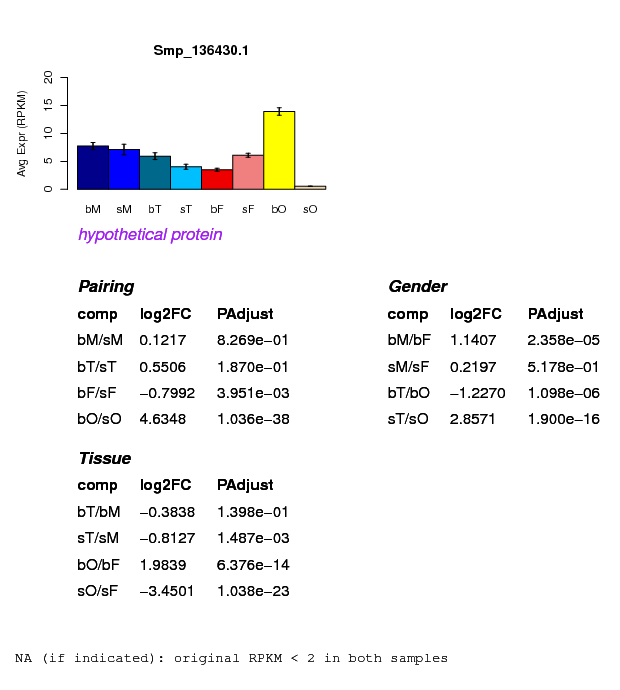 Smp_136430.1
Avg Expr (RPKM)
20
15
10
5
0
bM sM bT sT bF sF bO sO
hypothetical protein
Pairing
comp log2FC PAdjust
bM/sM 0.1217 8.269e−01
bT/sT 0.5506 1.870e−01
bF/sF −0.7992 3.951e−03
bO/sO 4.6348 1.036e−38
Gender
comp log2FC PAdjust
bM/bF 1.1407 2.358e−05
sM/sF 0.2197 5.178e−01
bT/bO −1.2270 1.098e−06
sT/sO 2.8571 1.900e−16
Tissue
comp log2FC PAdjust
bT/bM −0.3838 1.398e−01
sT/sM −0.8127 1.487e−03
bO/bF 1.9839 6.376e−14
sO/sF −3.4501 1.038e−23
NA (if indicated): original RPKM < 2 in both samples